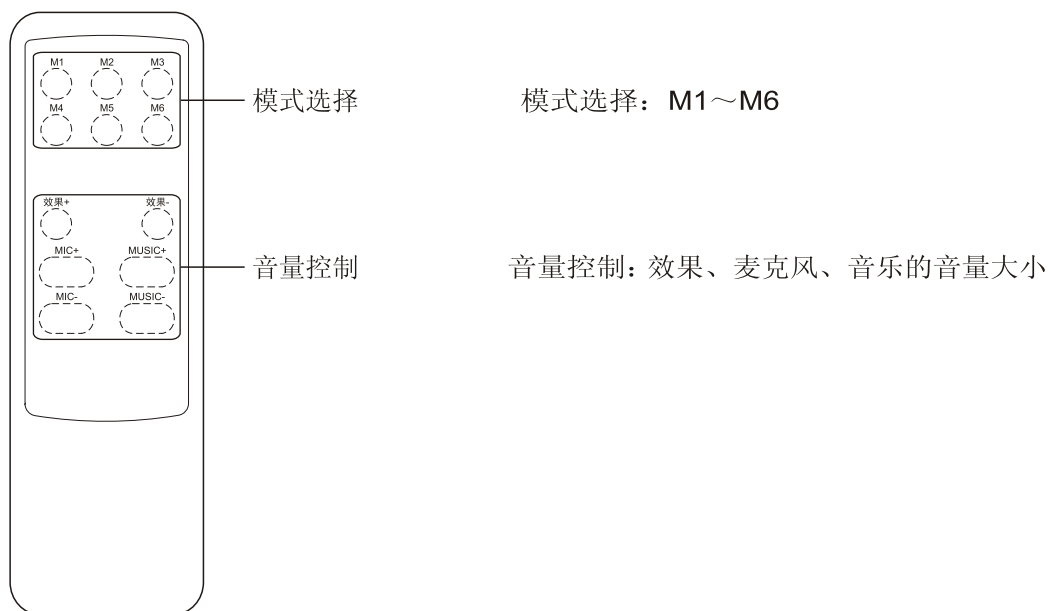 M1 M2 M3
M4 M5 M6
模式选择
模式选择：M1～M6
效果+ 效果-
MIC+ MUSIC+
MIC- MUSIC-
音量控制
音量控制：效果、麦克风、音乐的音量大小